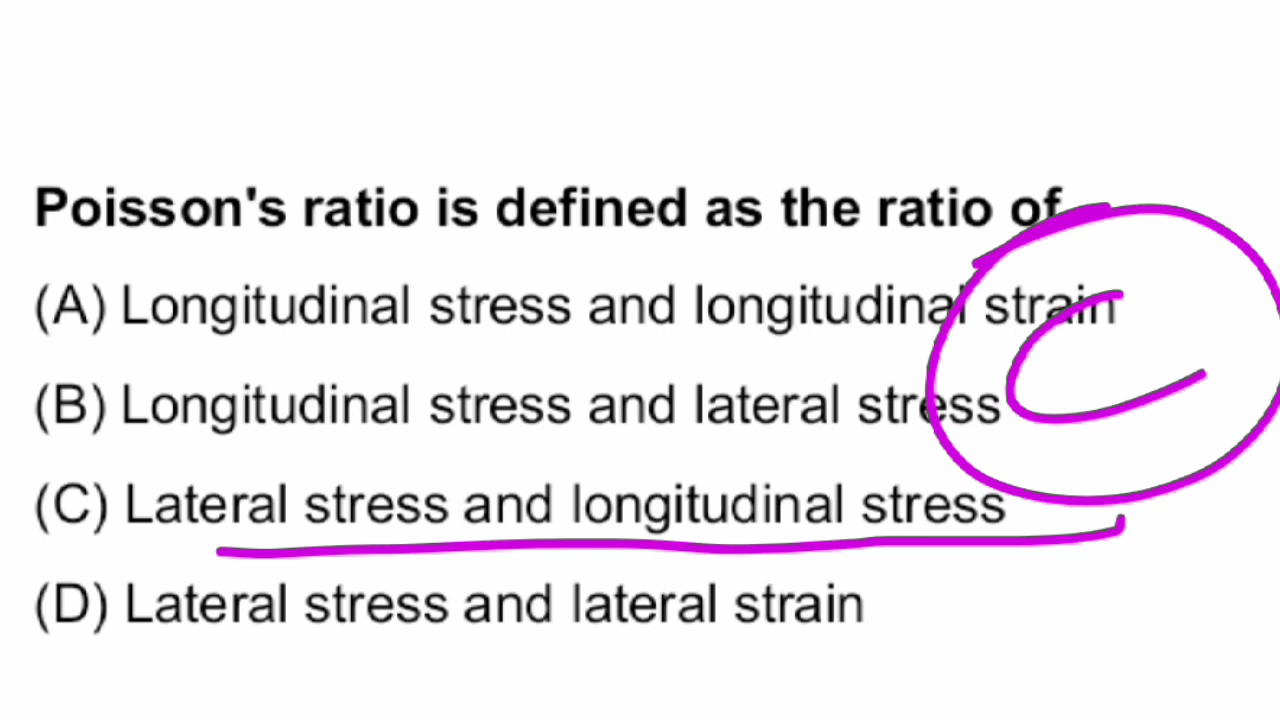 Poisson's ratio is defined as the ratio of
(A) Longitudinal stress and longitudinal strain
(B) Longitudinal stress and lateral stress
(C) Lateral stress and longitudinal stress
(D) Lateral stress and lateral strain
C